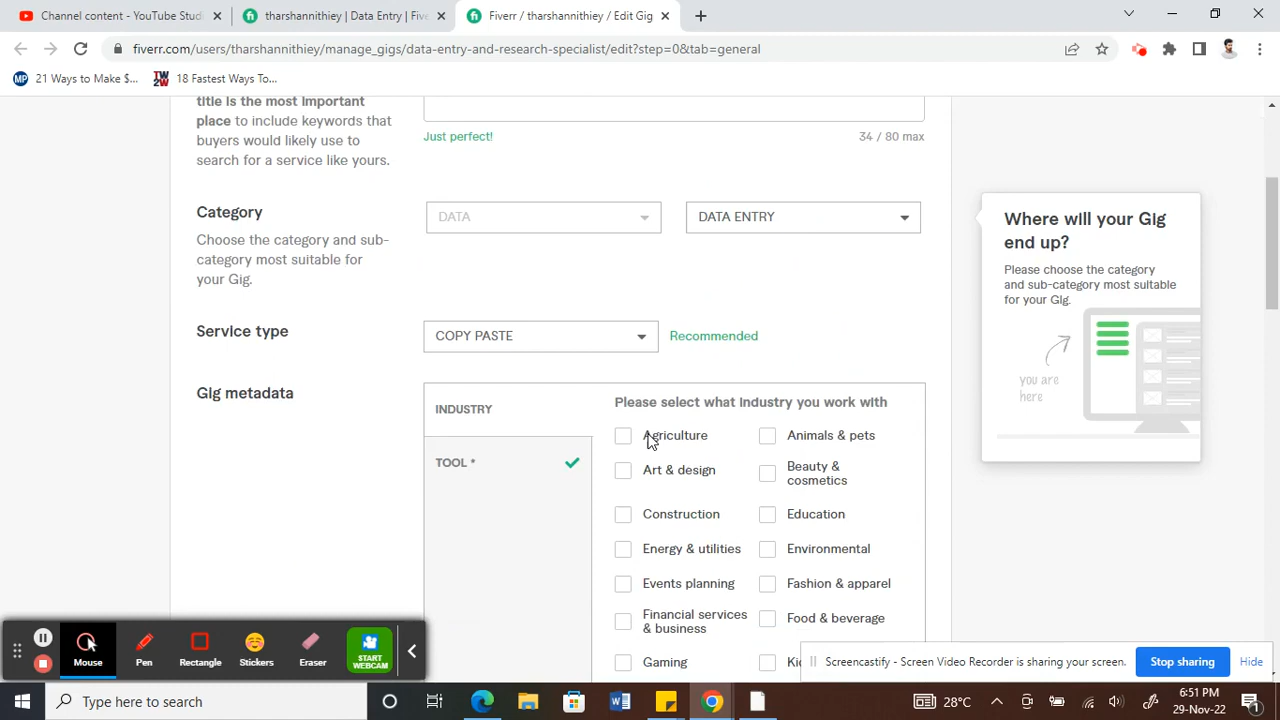 Channel content - YouTube Studio
tharshannithiey | Data Entry | Five
Fiverr / tharshannithiey / Edit Gig
fiverr.com/users/tharshannithiey/manage_gigs/data-entry-and-research-specialist/edit?step=0&tab=general
21 Ways to Make $...
18 Fastest Ways To...
title is the most important
place to include keywords that
buyers would likely use to
search for a service like yours.
Just perfect!
34 / 80 max
Category
Choose the category and sub-
category most suitable for
your Gig.
DATA
DATA ENTRY
Where will your Gig
end up?
Please choose the category
and sub-category most suitable
for your Gig.
you are
here
Service type
COPY PASTE
Recommended
Gig metadata
INDUSTRY
TOOL *
Please select what industry you work with
Agriculture
Animals & pets
Art & design
Beauty &
cosmetics
Construction
Education
Energy & utilities
Environmental
Events planning
Fashion & apparel
Financial services
& business
Food & beverage
Gaming
Mouse
Pen
Rectangle
Stickers
Eraser
START
WEBCAM
Screencastify - Screen Video Recorder is sharing your screen.
Stop sharing
Hide
Type here to search
28°C
6:51 PM
29-Nov-22